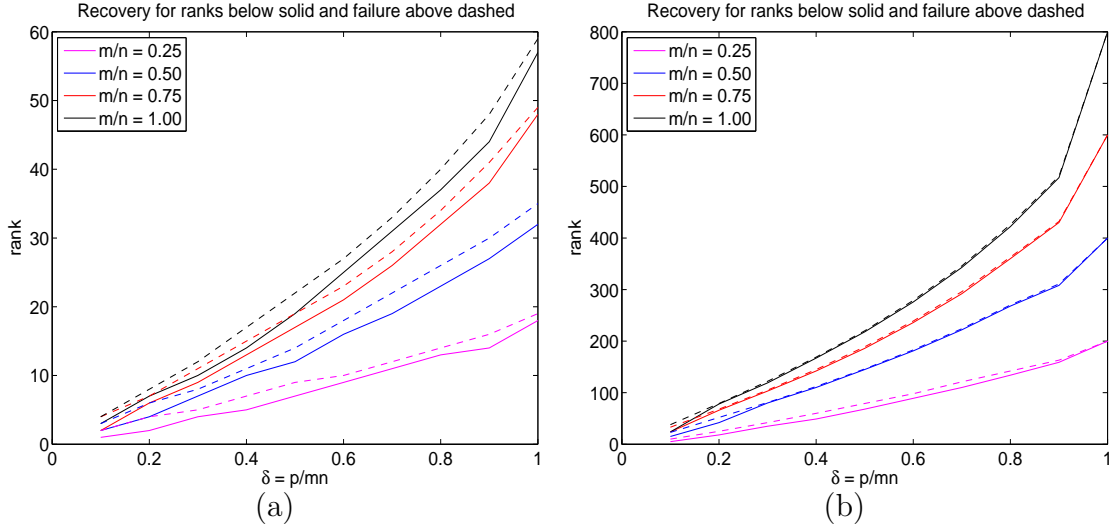 Recovery for ranks below solid and failure above dashed
60
50
40
30
20
10
0
rank
m/n = 0.25
m/n = 0.50
m/n = 0.75
m/n = 1.00
0
0.2
0.4
0.6
0.8
1
δ = p/mn
(a)
Recovery for ranks below solid and failure above dashed
800
700
600
500
400
300
200
100
0
rank
m/n = 0.25
m/n = 0.50
m/n = 0.75
m/n = 1.00
0
0.2
0.4
0.6
0.8
1
δ = p/mn
(b)